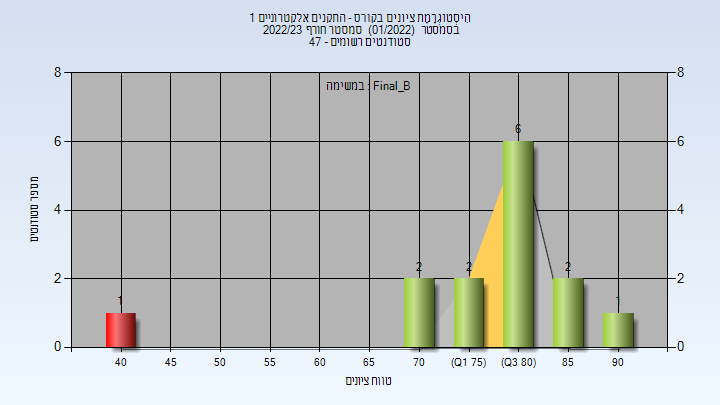 היסטוגרמת ציונים בקורס - התקנים אלקטרוניים 1
בסמסטר (01/2022) סמסטר חורף 2022/23
סטודנטים רשומים - 47
במשימה : Final_B
8 8
6 6
4 4
2 2
0 0
6
2 2 2
1 1
מספר סטודנטים
40 45 50 55 60 65 70 (Q1 75) (Q3 80) 85 90
טווח ציונים